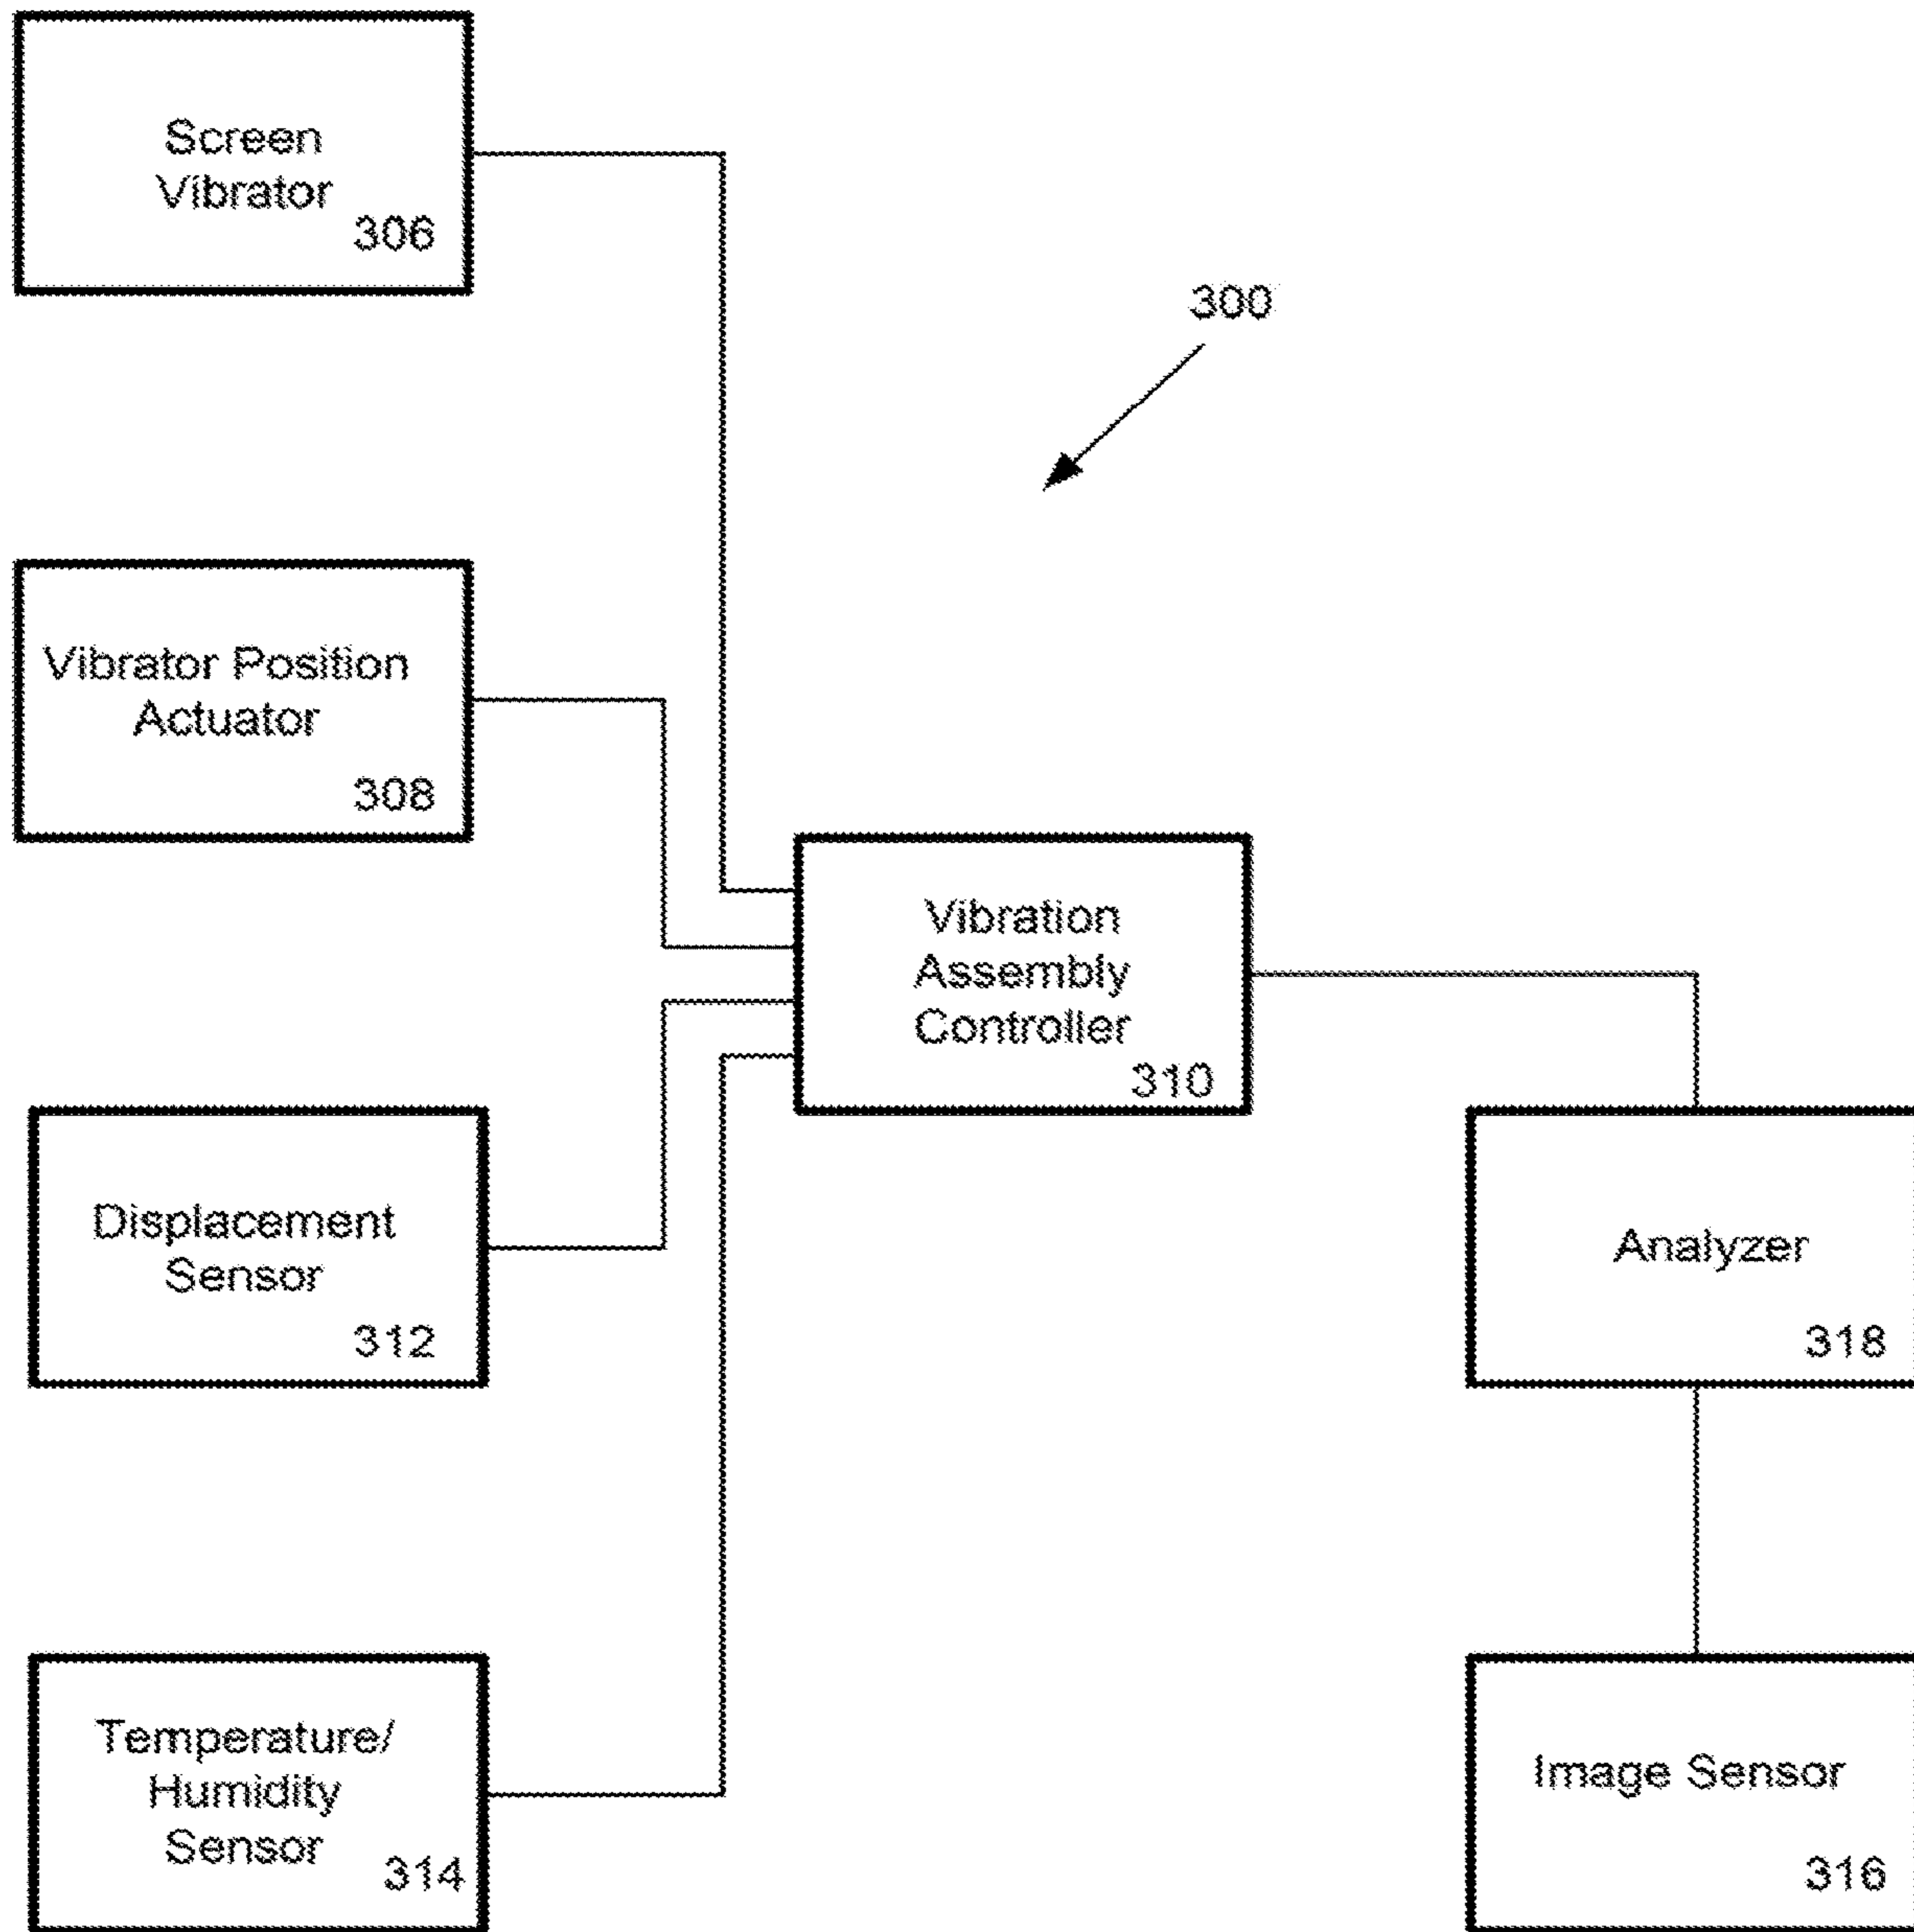 Screen
Vibrator
306
300
Vibrator Position
Actuator
308
Vibration
Assembly
Controller
310
Displacement
Sensor
312
Analyzer
318
Temperature/
Humidity
Sensor
314
Image Sensor
316